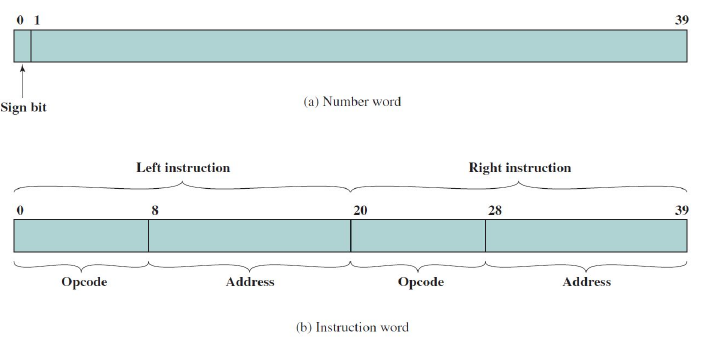 0 1 39
Sign bit
(a) Number word
Left instruction Right instruction
0 8 20 28 39
Opcode Address Opcode Address
(b) Instruction word